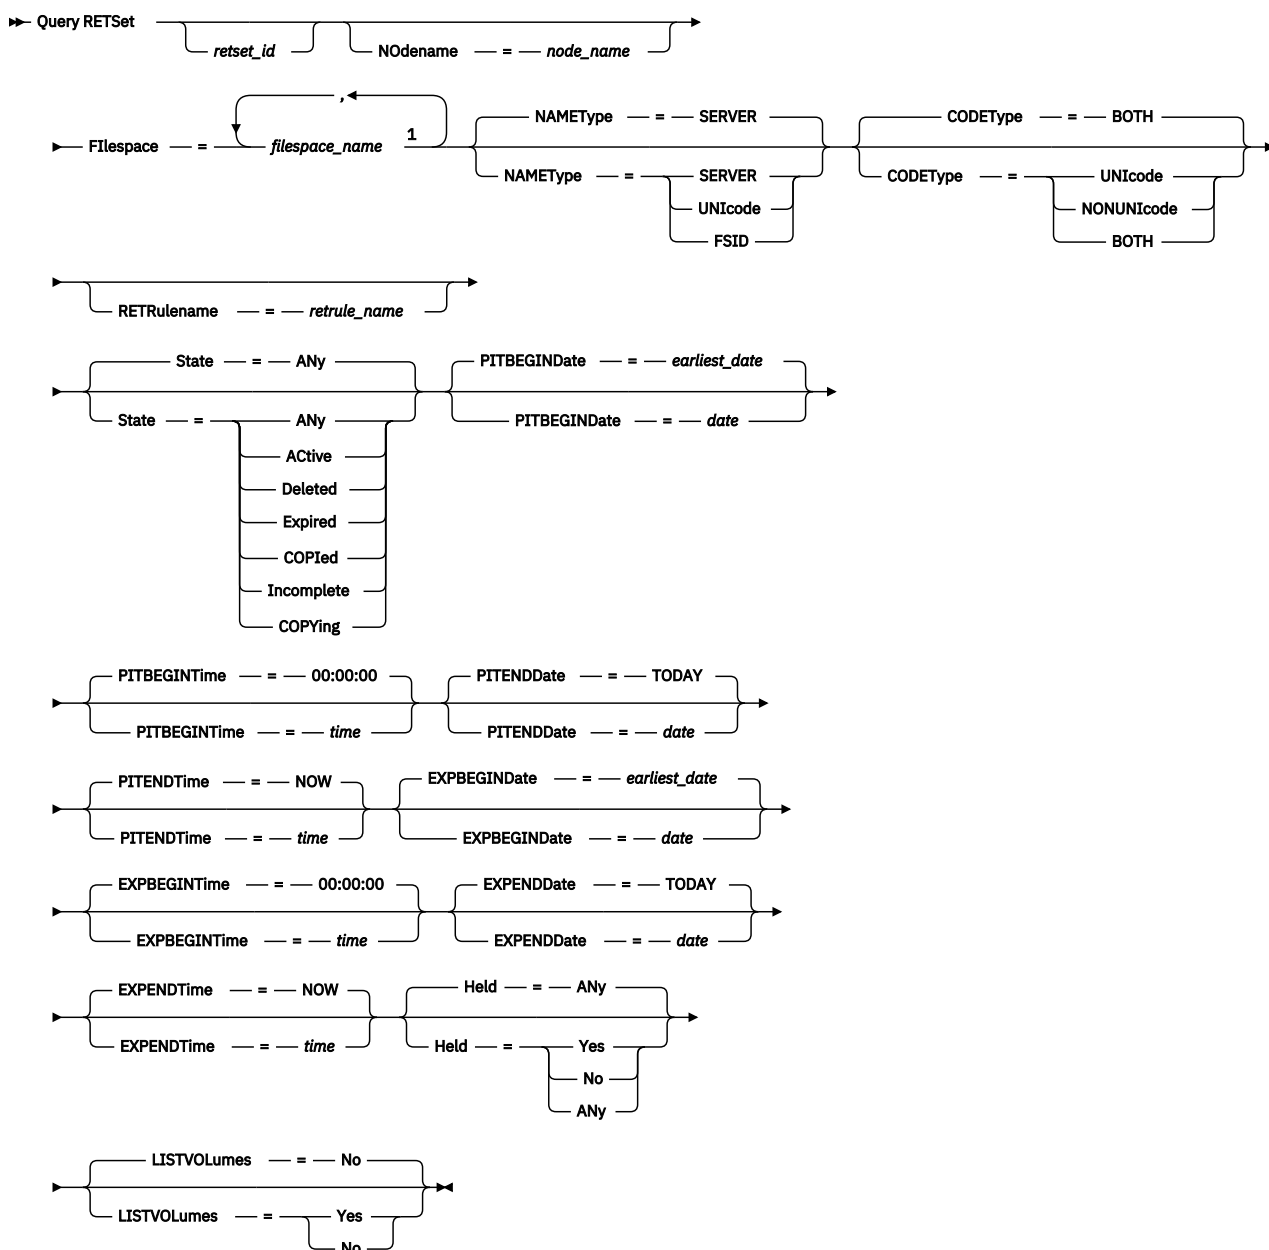 Query RETSet
retset_id NOdename = node_name
,
FIlespace = filespace_name 1
NAMEType = SERVER CODEType = BOTH
NAMEType = SERVER CODEType = UNIcode
UNIcode NONUNIcode
FSID BOTH
RETRulename = retrule_name
State = ANy PITBEGINDate = earliest_date
State = ANy PITBEGINDate = date
ACtive
Deleted
Expired
COPIed
Incomplete
COPYing
PITBEGINTime = 00:00:00 PITENDDate = TODAY
PITBEGINTime = time PITENDDate = date
PITENDTime = NOW EXPBEGINDate = earliest_date
PITENDTime = time EXPBEGINDate = date
EXPBEGINTime = 00:00:00 EXPENDDate = TODAY
EXPBEGINTime = time EXPENDDate = date
EXPENDTime = NOW Held = ANy
EXPENDTime = time Held = Yes
No
ANy
LISTVOLumes = No
LISTVOLumes = Yes
No